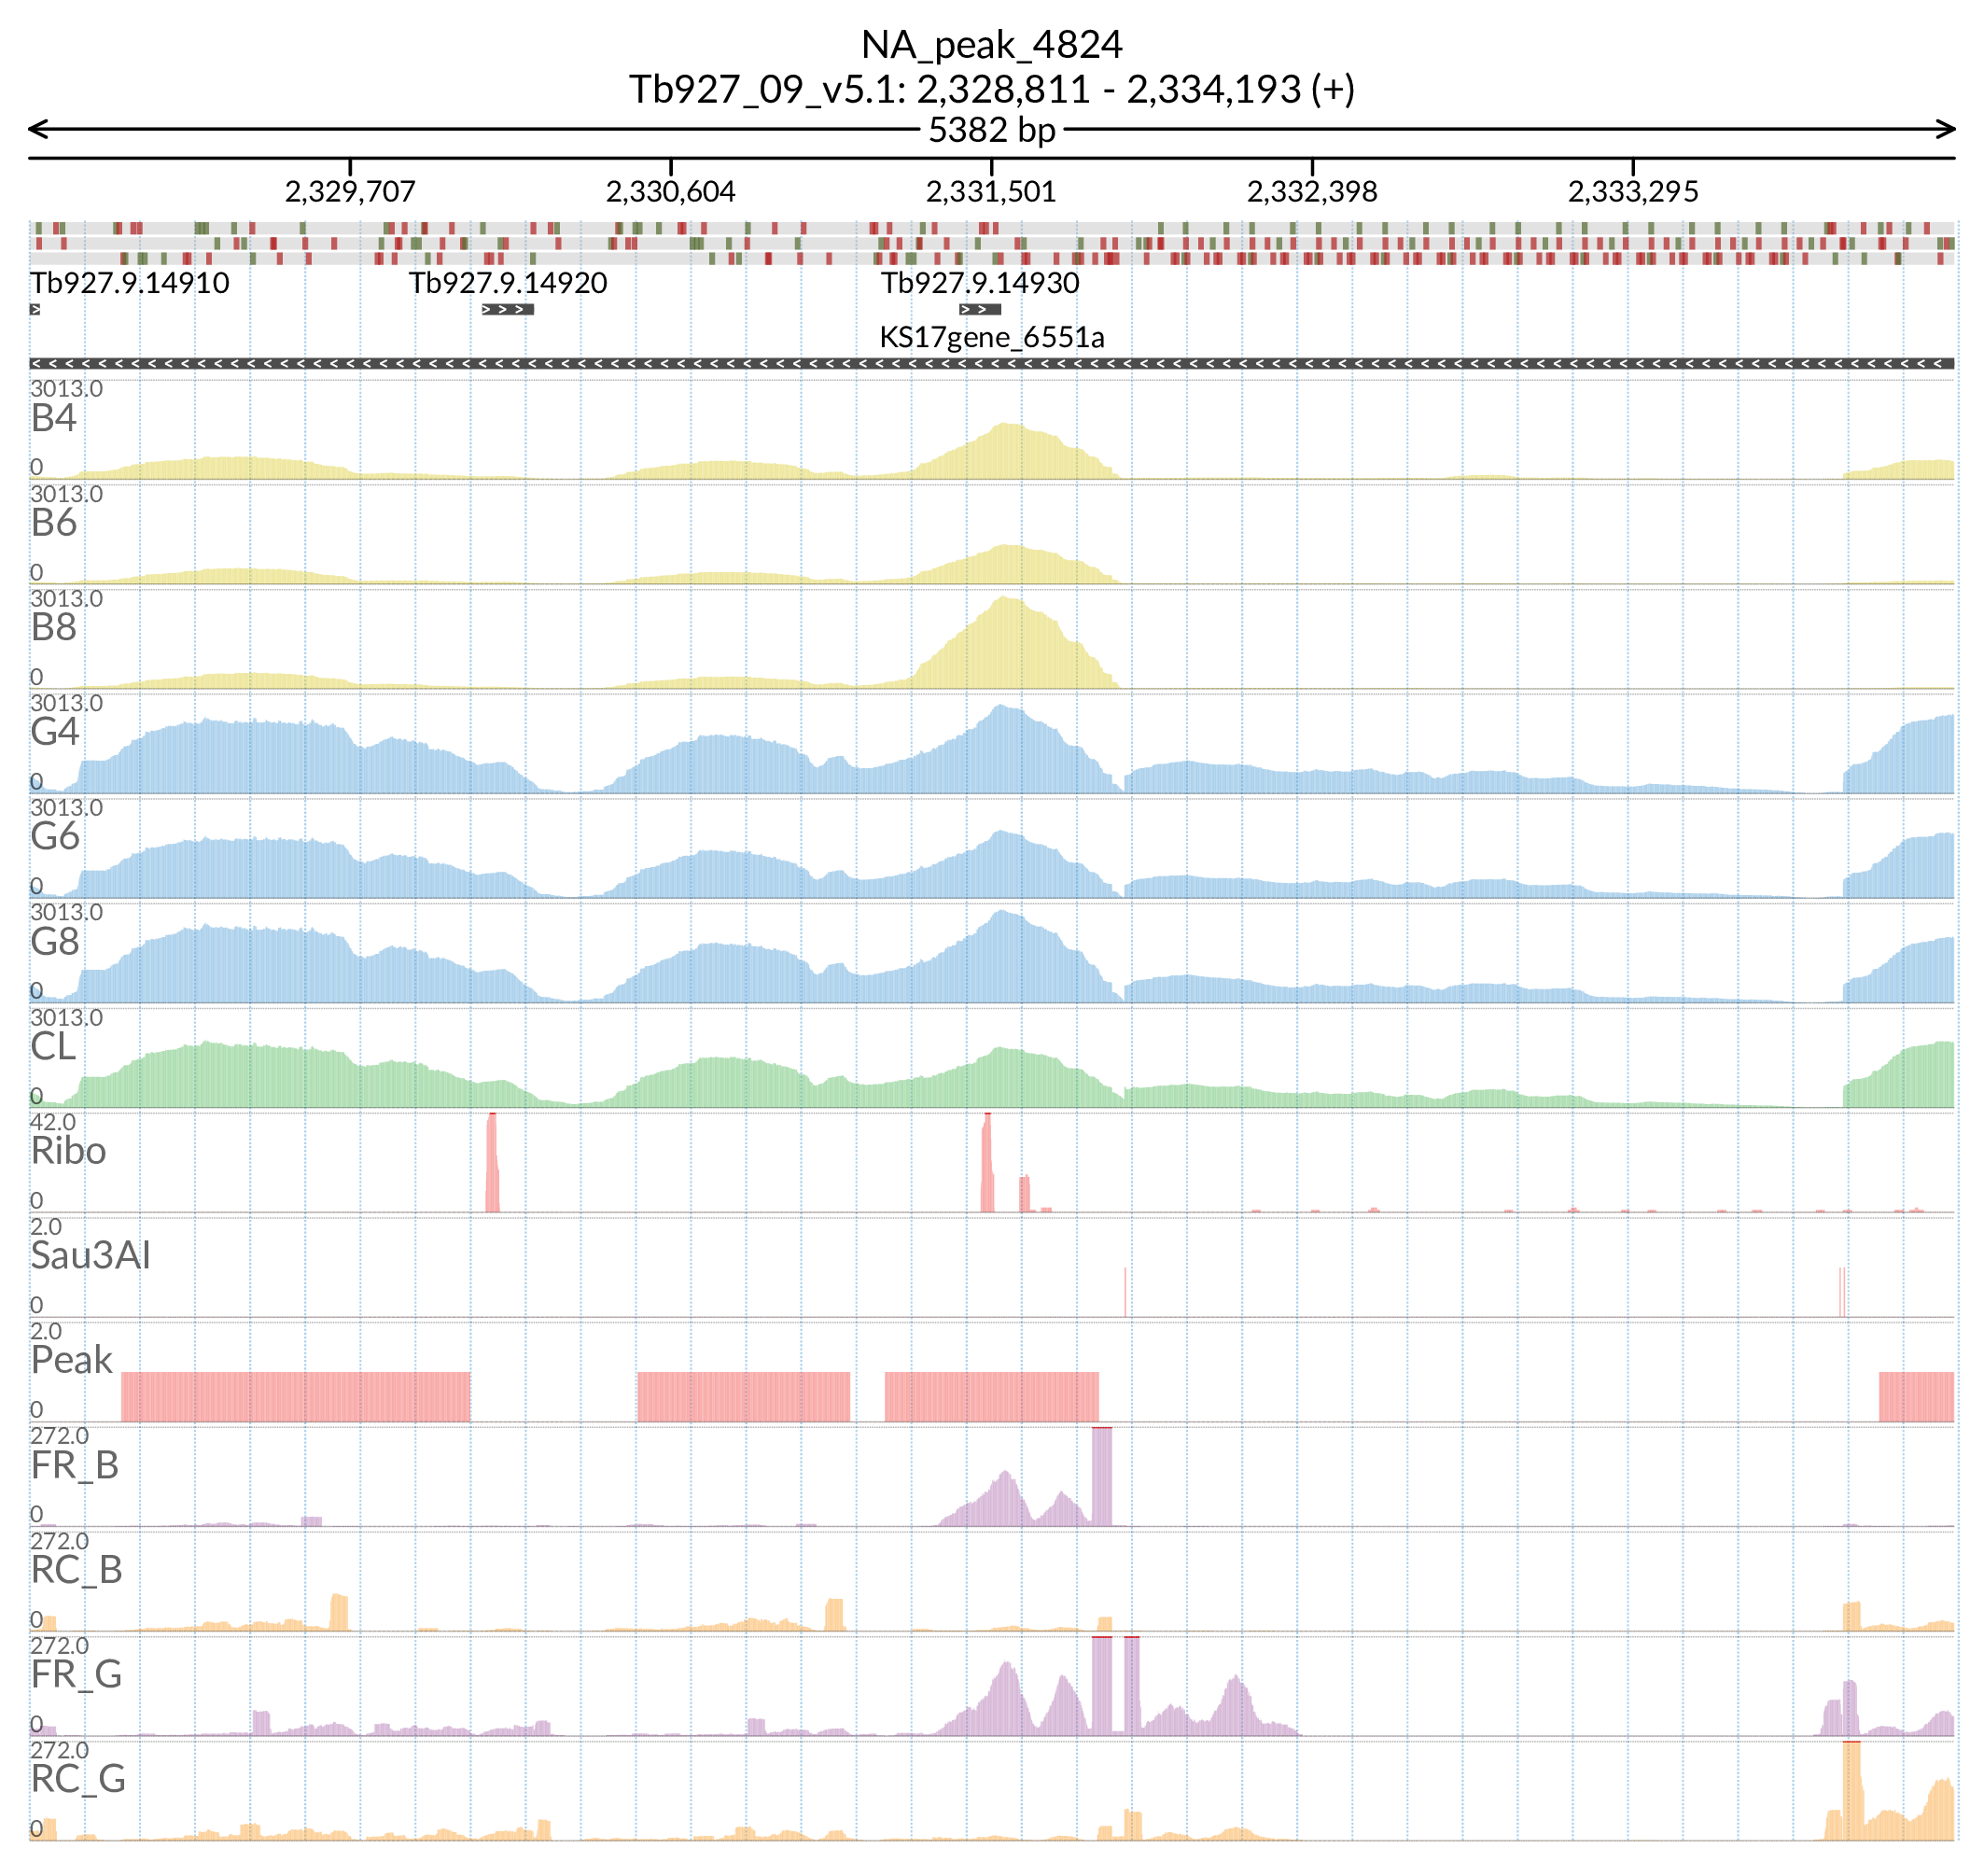 NA_peak_4824
Tb927_09_v5.1: 2,328,811 - 2,334,193 (+)
5382 bp
2,329,707 2,330,604 2,331,501 2,332,398 2,333,295
Tb927.9.14910 Tb927.9.14920 Tb927.9.14930
KS17gene_6551a
3013.0
B4
0
3013.0
B6
0
3013.0
B8
0
3013.0
G4
0
3013.0
G6
0
3013.0
G8
0
3013.0
CL
0
42.0
Ribo
0
2.0
Sau3AI
0
2.0
Peak
0
272.0
FR_B
0
272.0
RC_B
0
272.0
FR_G
0
272.0
RC_G
0